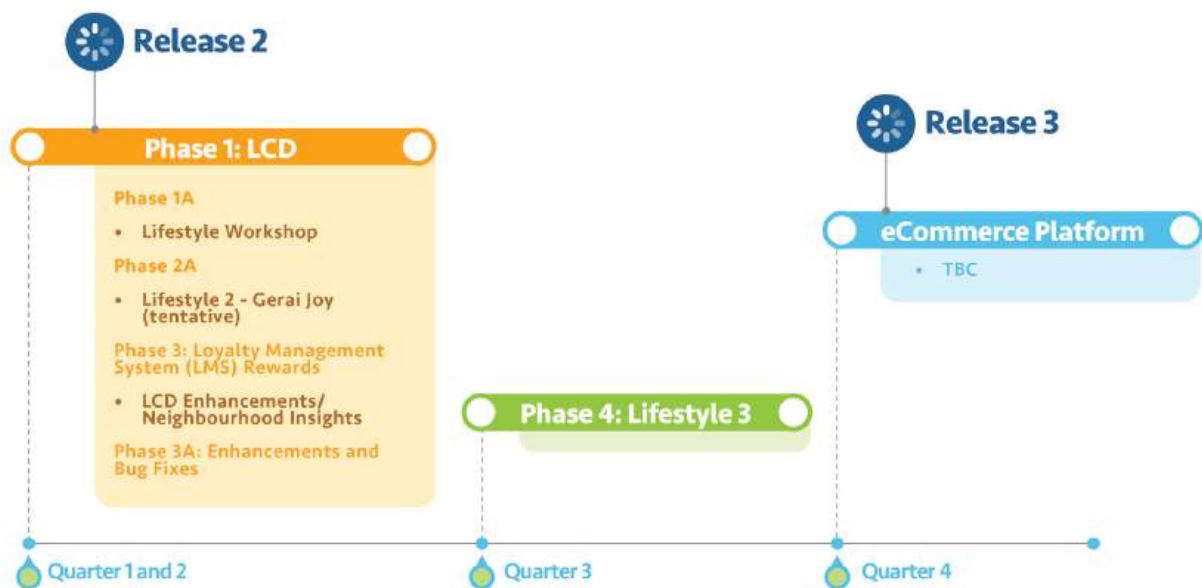 Release 2
Phase 1: LCD
Phase 1A
• Lifestyle Workshop
Phase 2A
• Lifestyle 2 - Gerai Joy
(tentative)
Phase 3: Loyalty Management
System (LMS) Rewards
• LCD Enhancements/
Neighbourhood Insights
Phase 3A: Enhancements and
Bug Fixes
Phase 4: Lifestyle 3
Release 3
eCommerce Platform
• TBC
Quarter 1 and 2
Quarter 3
Quarter 4